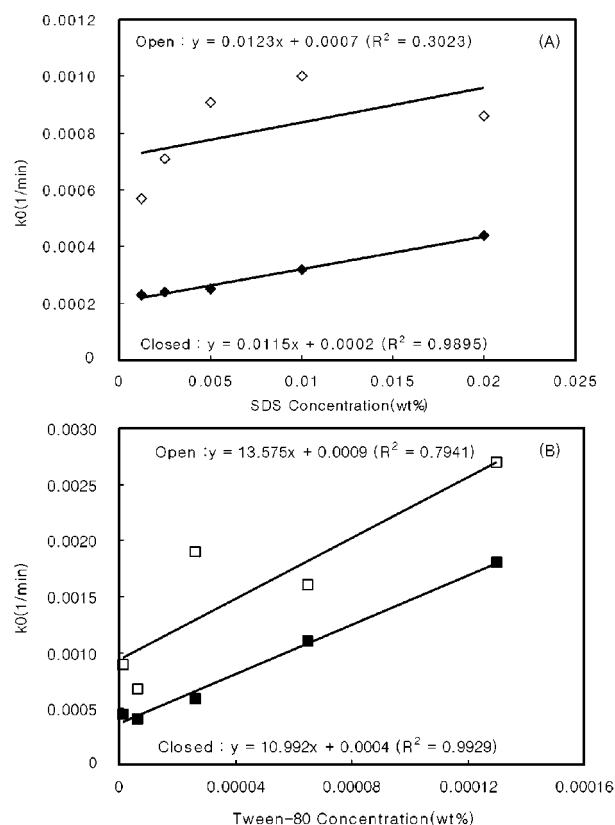 0.0012
Open : y = 0.0123x + 0.0007 (R² = 0.3023)
(A)
0.0010
0.0008
0.0006
0.0004
0.0002
0
k0(1/min)
Closed : y = 0.0115x + 0.0002 (R² = 0.9895)
0 0.005 0.01 0.015 0.02 0.025
SDS Concentration(wt%)
0.0030
Open :y = 13.575x + 0.0009 (R² = 0.7941)
(B)
0.0025
0.0020
0.0015
0.0010
0.0005
0
k0(1/min)
Closed : y = 10.992x + 0.0004 (R² = 0.9929)
0 0.00004 0.00008 0.00012 0.00016
Tween-80 Concentration(wt%)